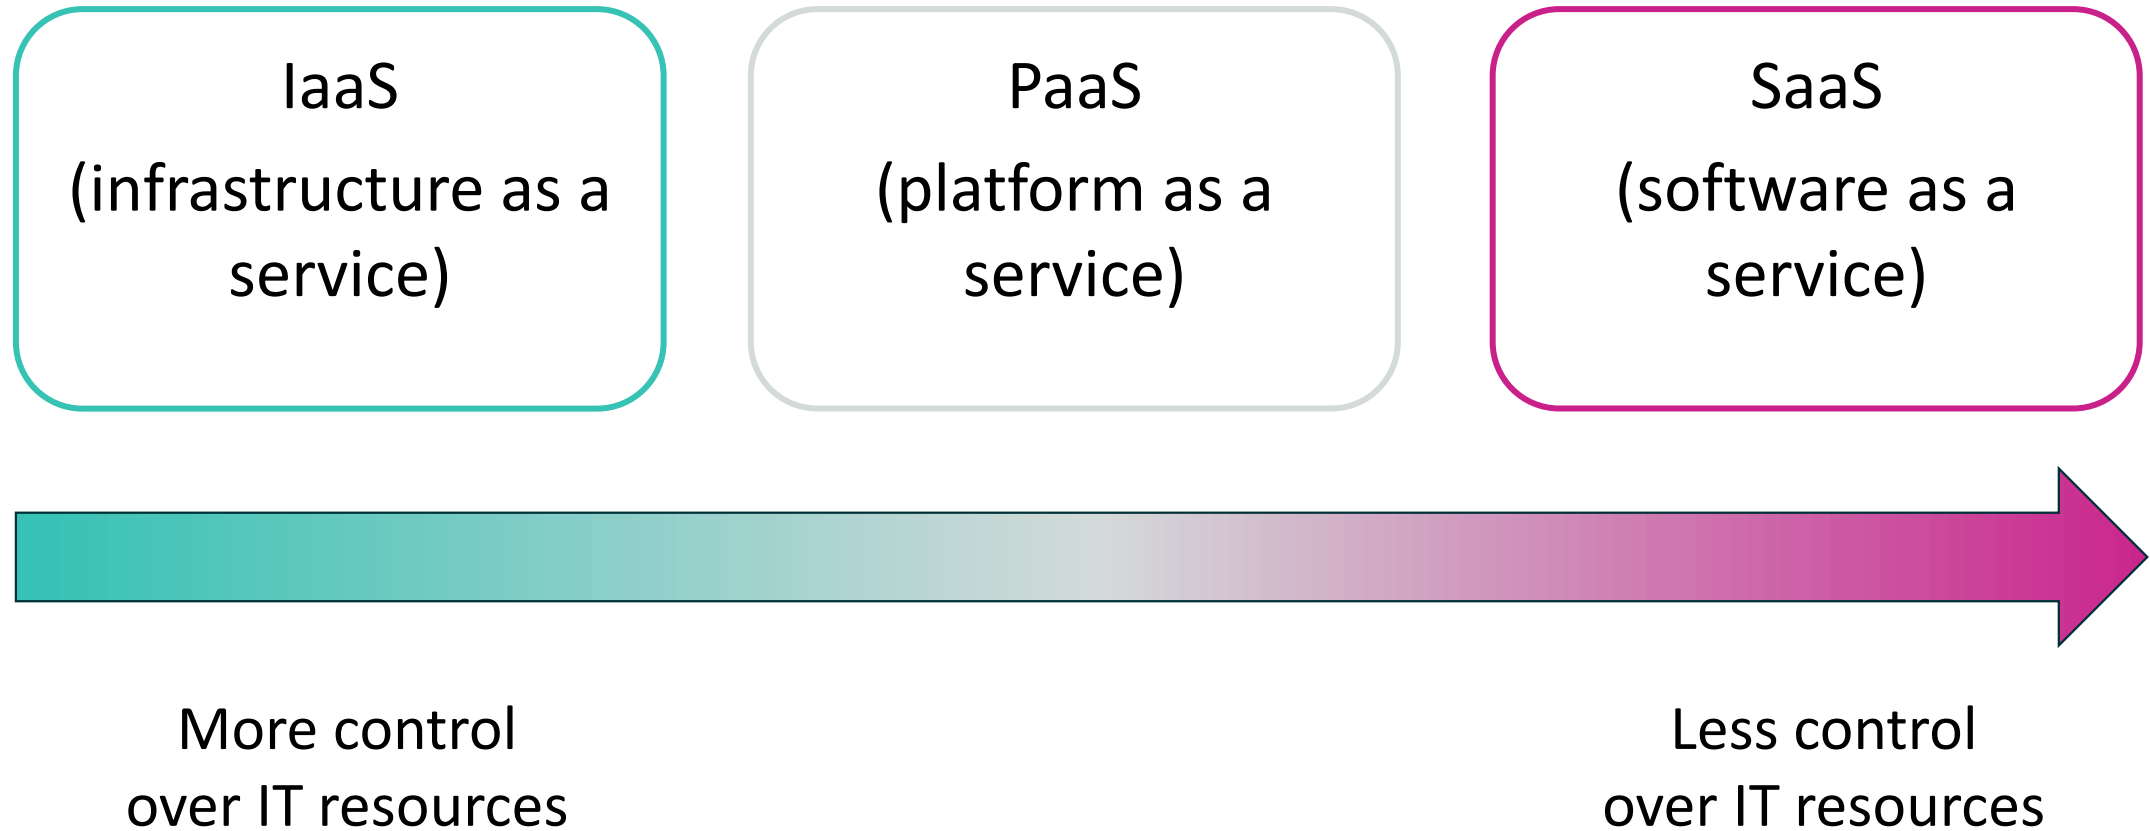 IaaS
(infrastructure as a
service)
PaaS
(platform as a
service)
SaaS
(software as a
service)
More control
over IT resources
Less control
over IT resources